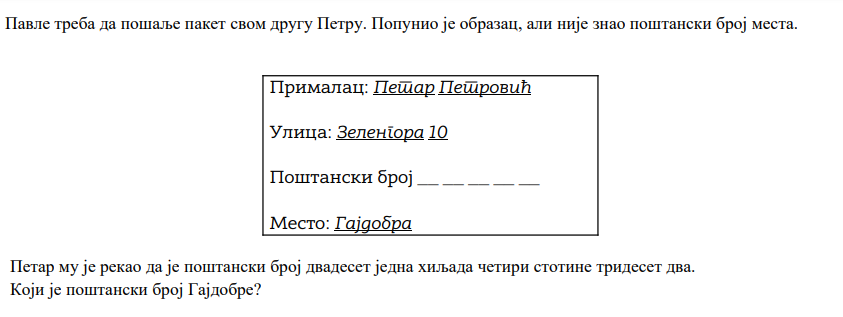 Павле треба да пошаље пакет свом другу Петру. Попунио је образац, али није знао поштански број места.
Прималац: Петар Петровић
Улица: Зеленгора 10
Поштански број __ __ __ __ __
Место: Гајдобра
Петар му је рекао да је поштански број двадесет једна хиљада четири стотине тридесет два.
Који је поштански број Гајдобре?